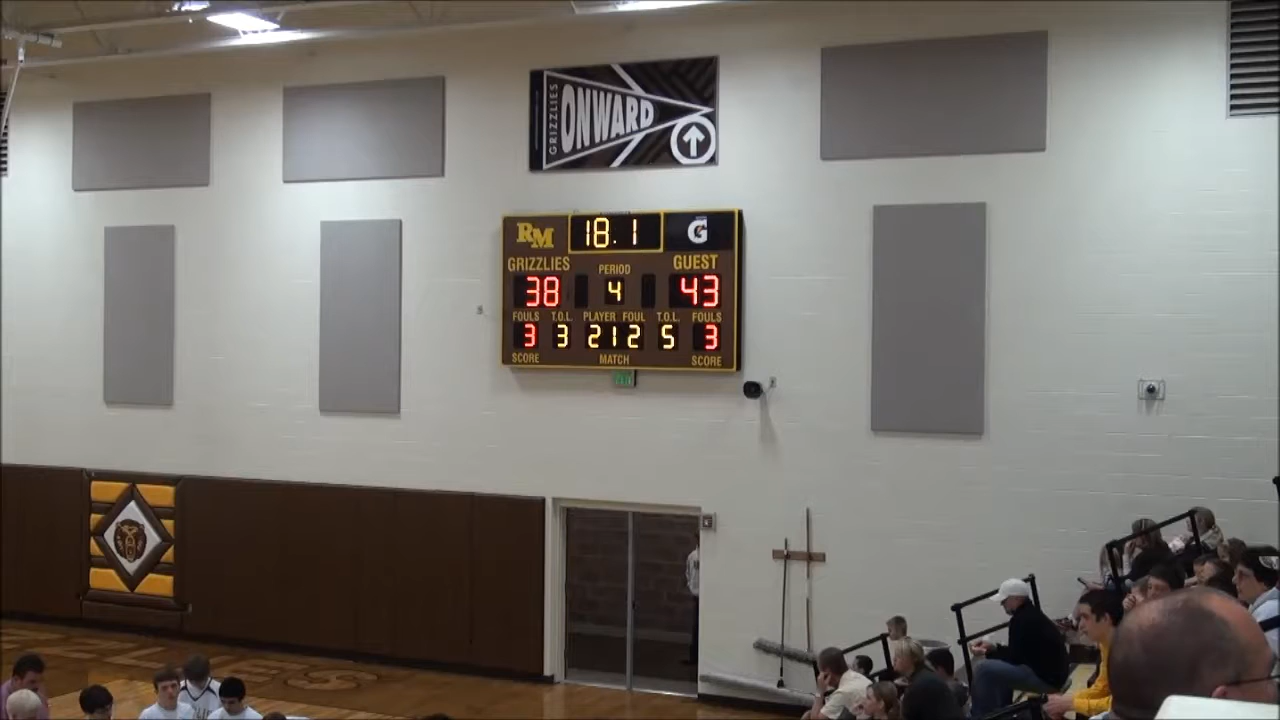 GRIZZLIES
ONWARD
RM
18.1
G
GRIZZLIES
PERIOD
GUEST
38
4
43
FOULS T.O.L. PLAYER FOUL T.O.L. FOULS
3 3 21 12 5 3
SCORE MATCH SCORE